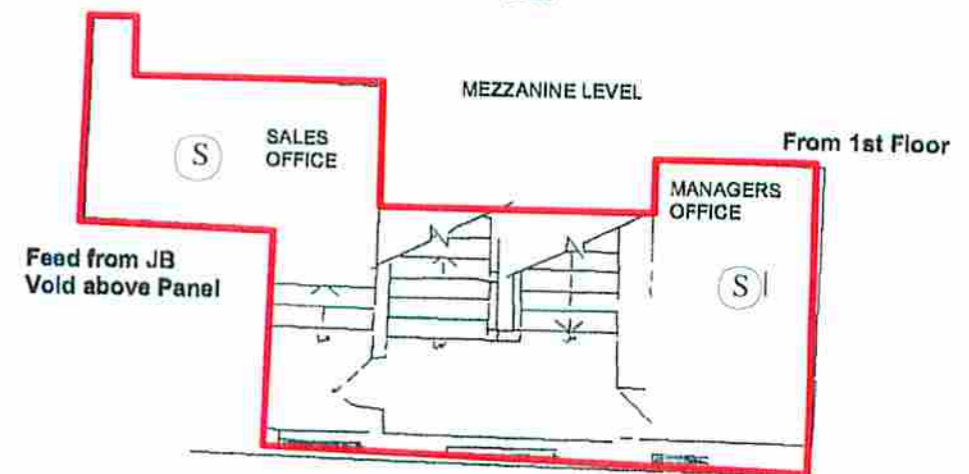 MEZZANINE LEVEL
From 1st Floor
SALES
OFFICE
S
MANAGERS
OFFICE
S
Feed from JB
Void above Panel